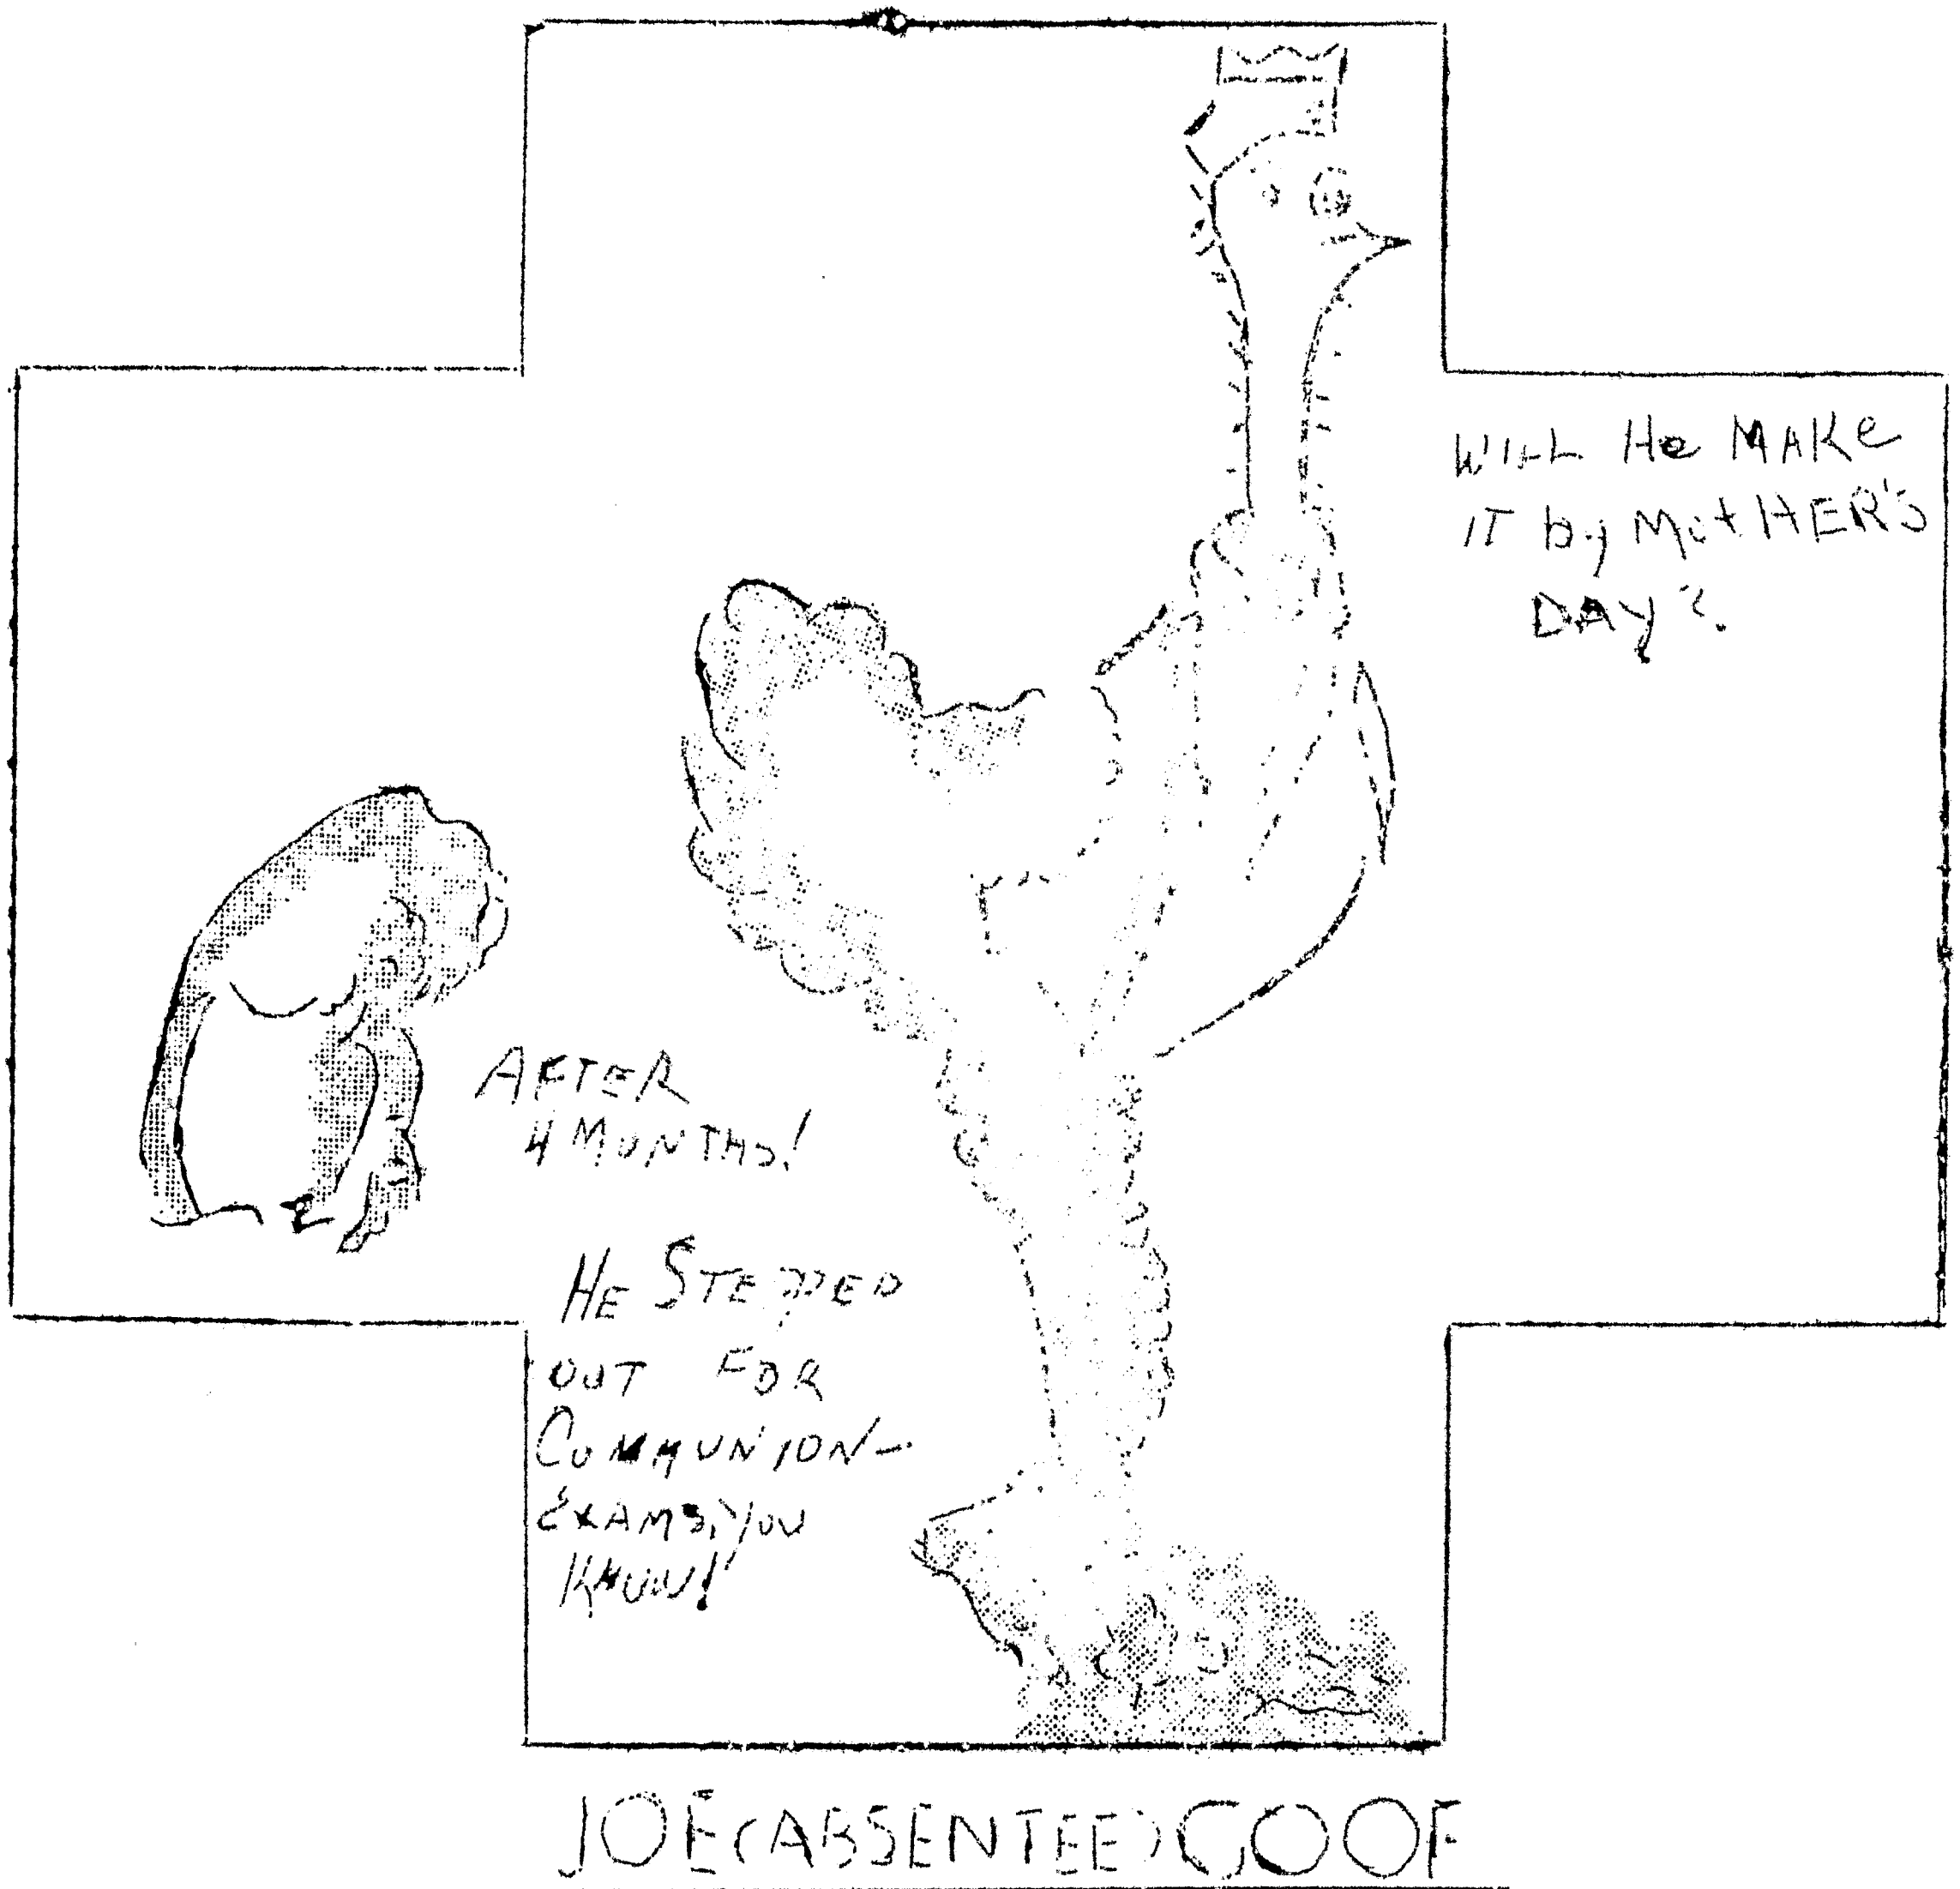 WILL He MAKe
IT by MotHER'S
DAY?
AFTER
4 MONTHS!
HE STEPPED
OUT FOR
COMMUNION—
EXAMS, YOU
KNOW!
JOE (ABSENTEE) GOOF